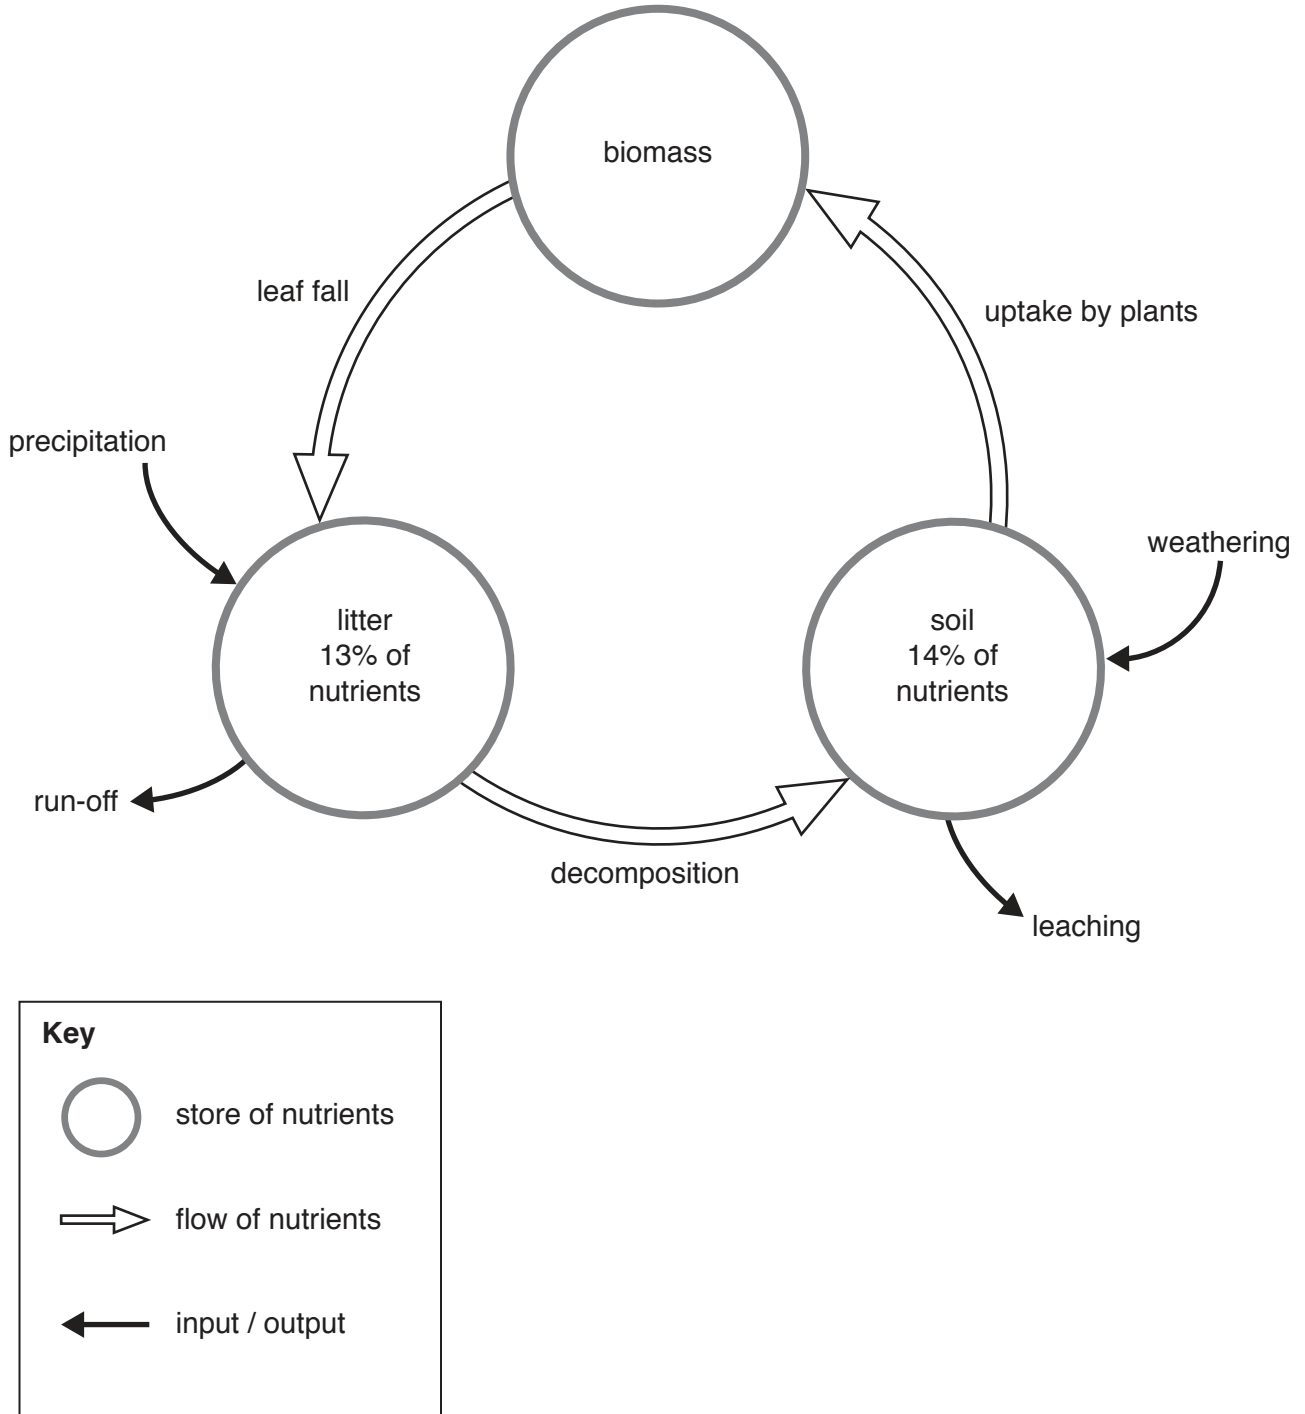 biomass
leaf fall
uptake by plants
precipitation
weathering
litter
13% of
nutrients
soil
14% of
nutrients
run-off
decomposition
leaching
Key
store of nutrients
flow of nutrients
input / output